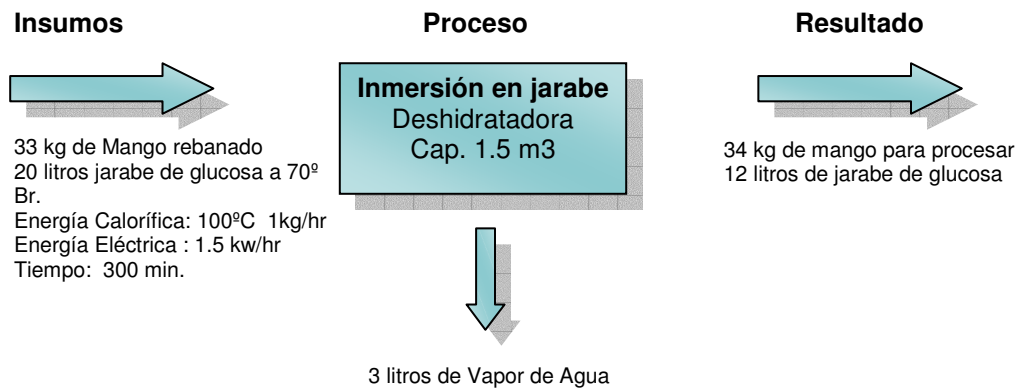 Insumos
Proceso
Resultado
Inmersión en jarabe
Deshidratadora
Cap. 1.5 m3
33 kg de Mango rebanado
20 litros jarabe de glucosa a 70º
Br.
Energía Calorífica: 100ºC  1kg/hr
Energía Eléctrica : 1.5 kw/hr
Tiempo:  300 min.
34 kg de mango para procesar
12 litros de jarabe de glucosa
3 litros de Vapor de Agua